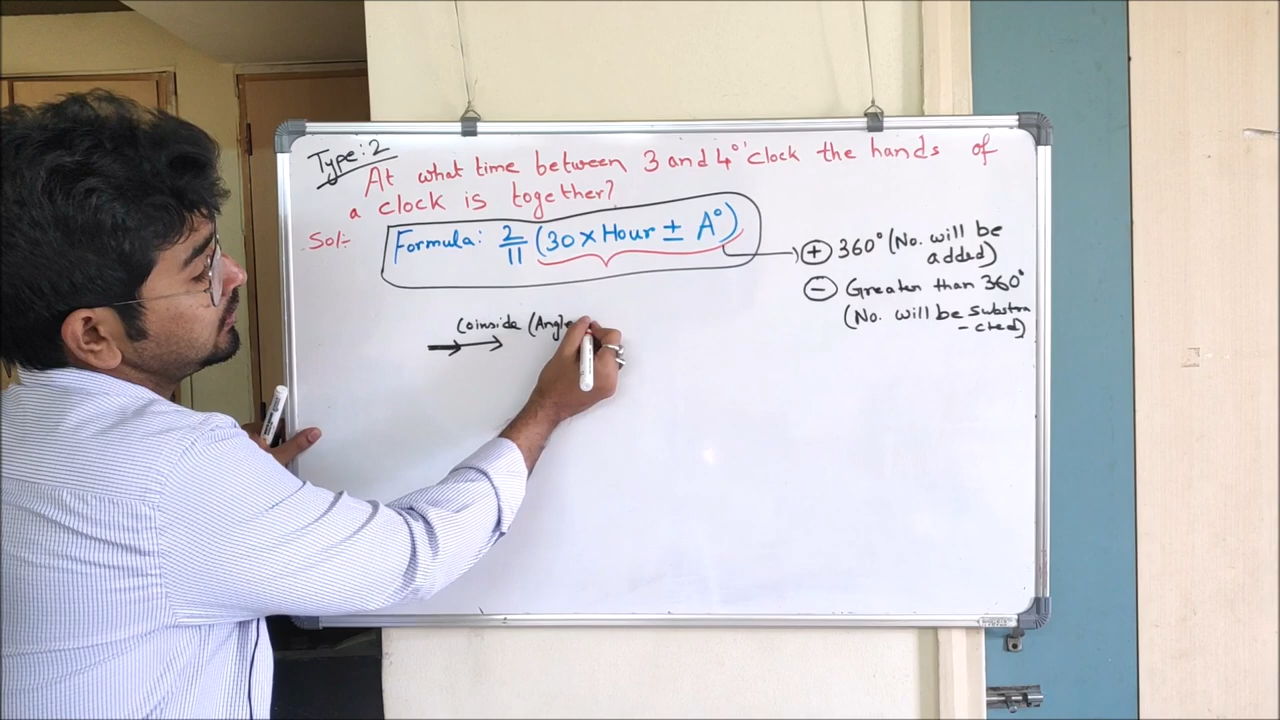 Type:2
At what time between 3 and 4°'clock the hands of
a clock is together?
Sol:-
Formula: 2/11 (30 x Hour ± A°)
+ 360° (No. will be
added)
- Greater than 360°
(No. will be substra
-cted)
Coinside (Angle